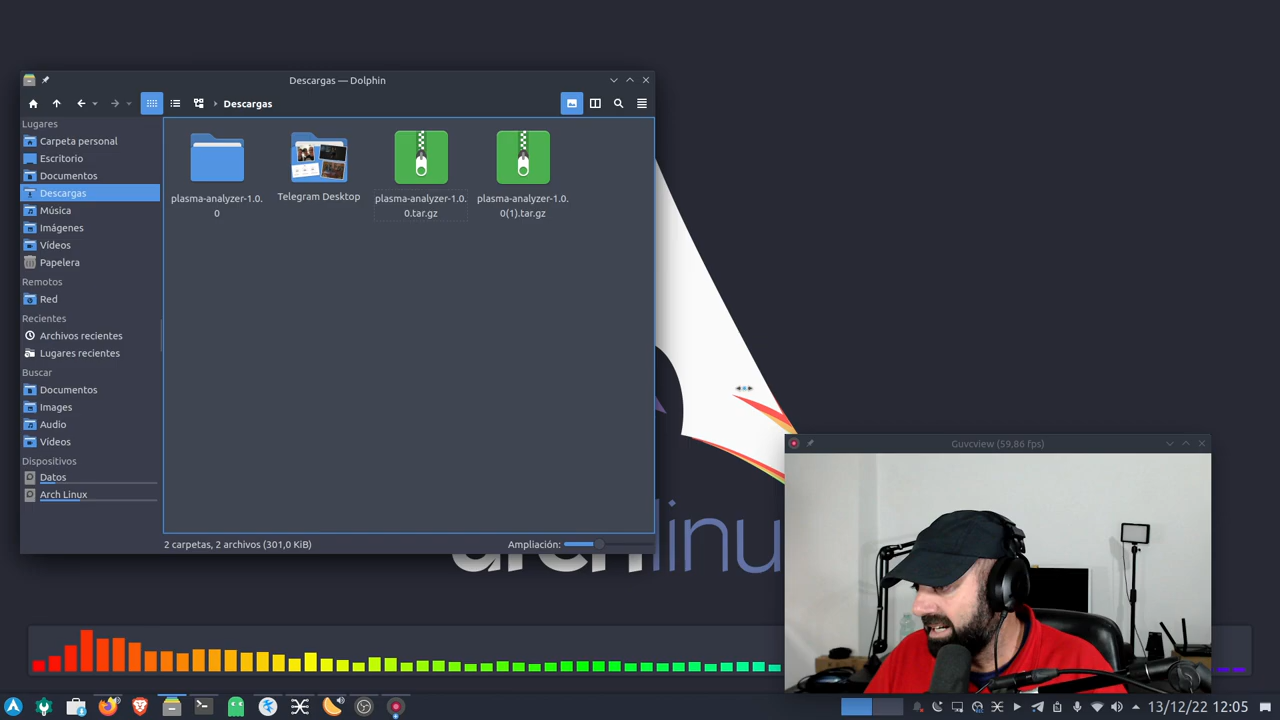 Descargas — Dolphin
Descargas
Lugares
Carpeta personal
Escritorio
Documentos
Descargas
Música
Imágenes
Vídeos
Papelera
Remotos
Red
Recientes
Archivos recientes
Lugares recientes
Buscar
Documentos
Images
Audio
Vídeos
Dispositivos
Datos
Arch Linux
plasma-analyzer-1.0.
0
Telegram Desktop
plasma-analyzer-1.0.
0.tar.gz
plasma-analyzer-1.0.
0(1).tar.gz
2 carpetas, 2 archivos (301,0 KiB)
Ampliación:
Guvcview (59,86 fps)
linu
13/12/22 12:05